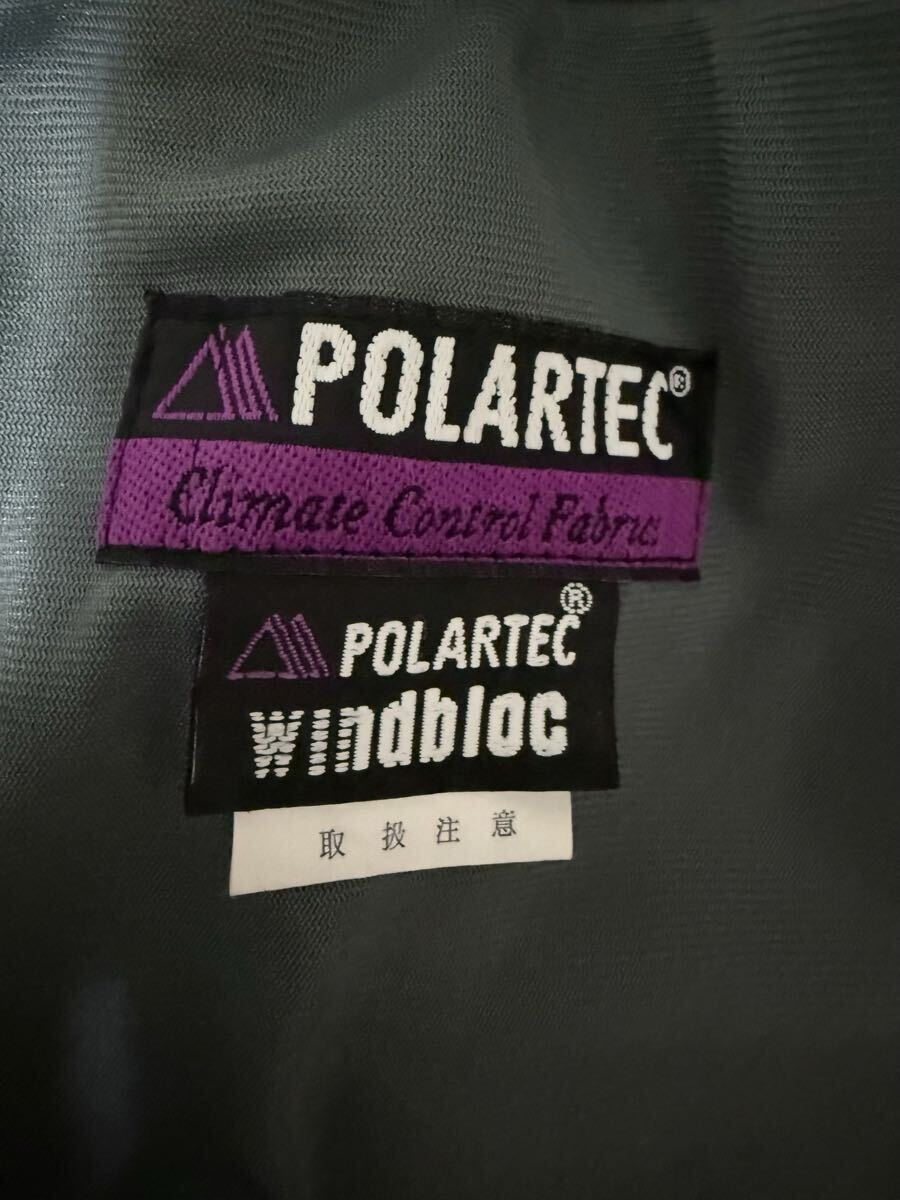 POLARTEC®
Climate Control Fabric
POLARTEC®
windbloc
取扱注意